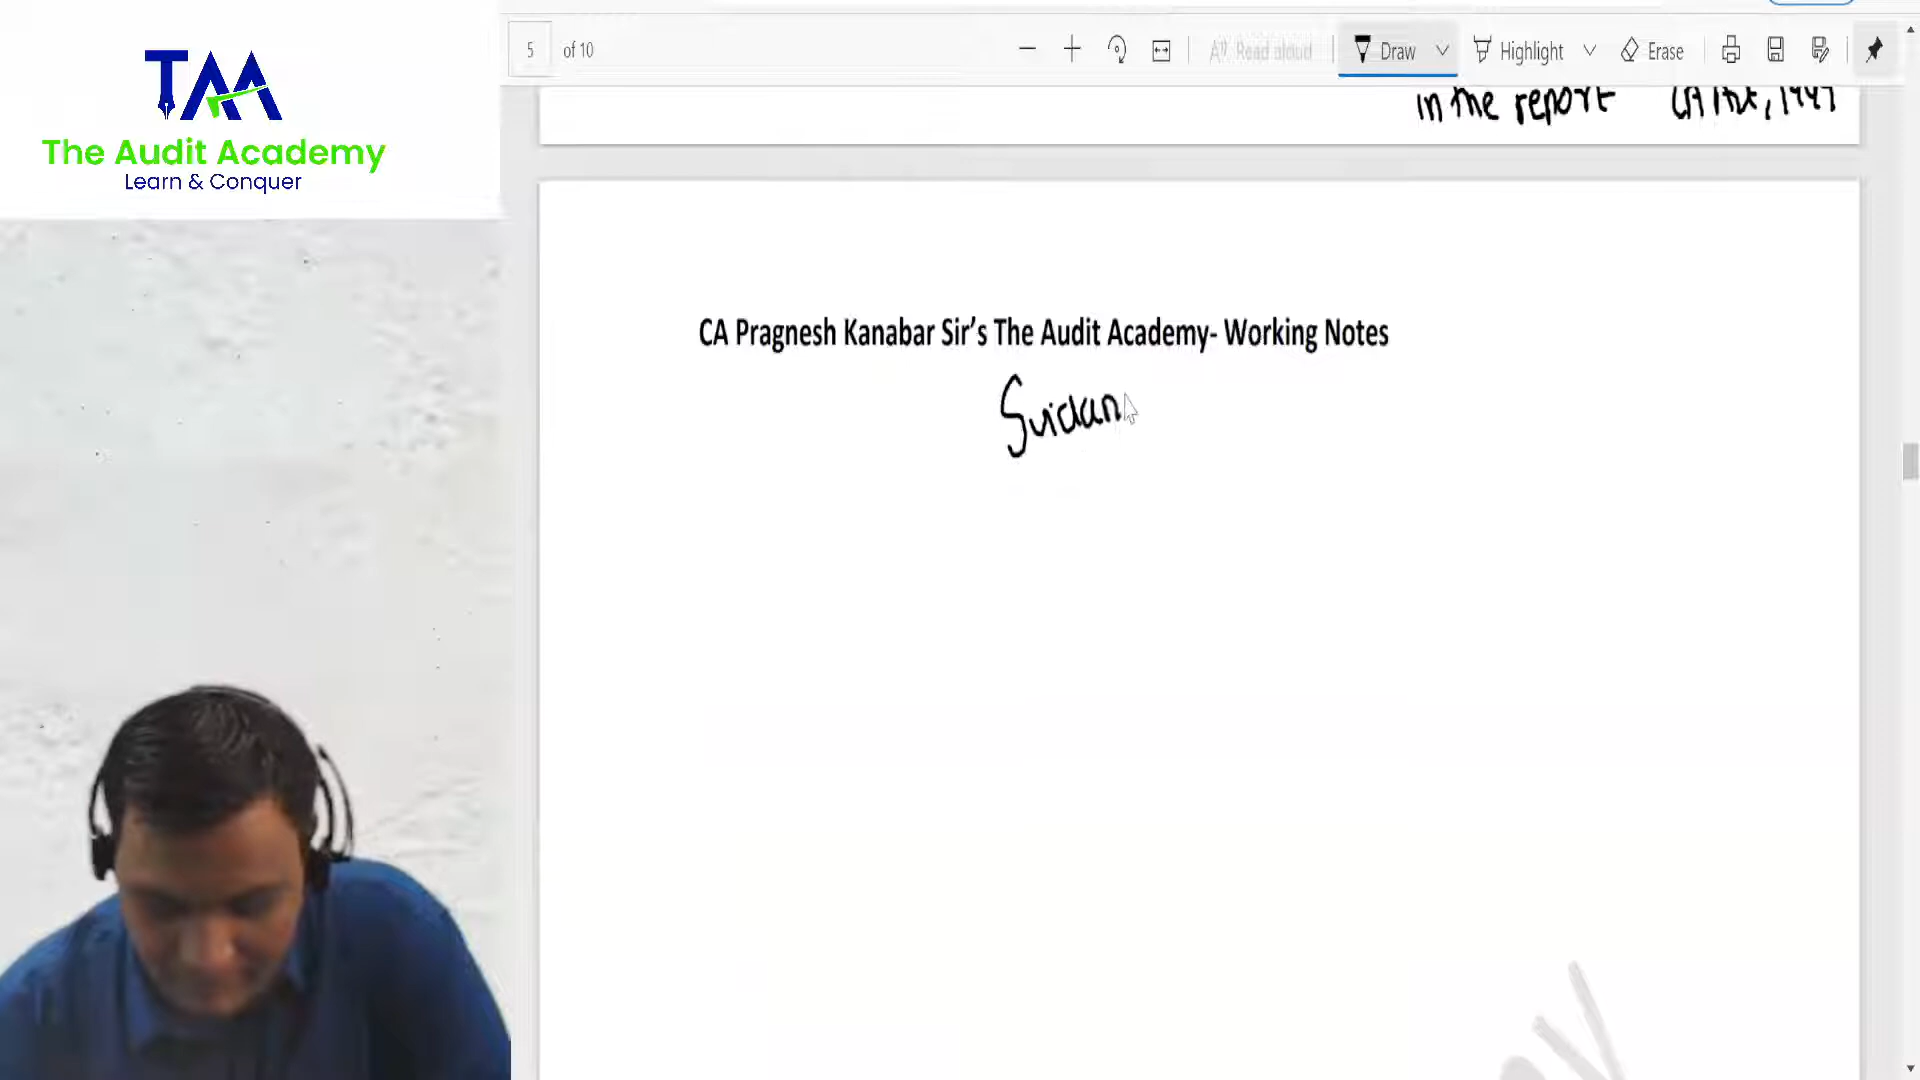 TAA
The Audit Academy
Learn & Conquer
5 of 10
Read aloud
Draw
Highlight
Erase
in the report
CA Pragnesh Kanabar Sir's The Audit Academy- Working Notes
Guidan